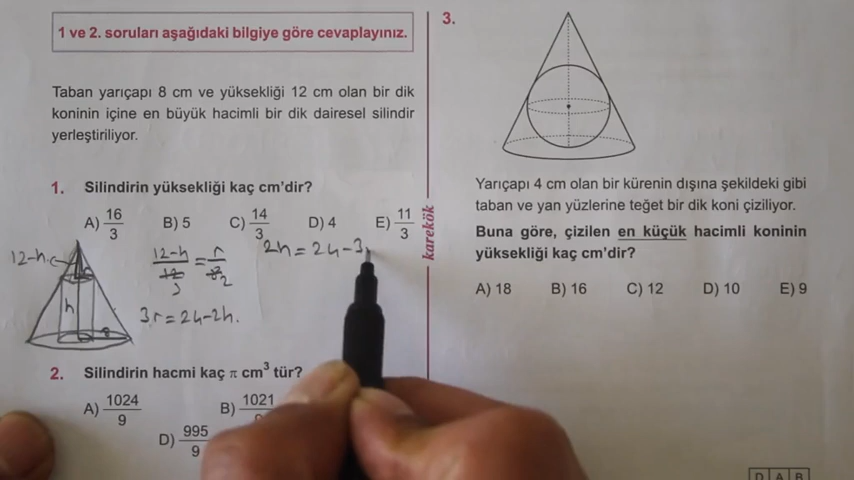 1 ve 2. soruları aşağıdaki bilgiye göre cevaplayınız.
Taban yarıçapı 8 cm ve yüksekliği 12 cm olan bir dik
koninin içine en büyük hacimli bir dik dairesel silindir
yerleştiriliyor.
1. Silindirin yüksekliği kaç cm'dir?
A) 16/3 B) 5 C) 14/3 D) 4 E) 11/3
12-h
h
8
12-h/12 = r/8
3 2
3r = 24-2h.
2h = 24-3r
2. Silindirin hacmi kaç π cm³ tür?
A) 1024/9 B) 1021
D) 995/9
karekök
3.
Yarıçapı 4 cm olan bir kürenin dışına şekildeki gibi
taban ve yan yüzlerine teğet bir dik koni çiziliyor.
Buna göre, çizilen en küçük hacimli koninin
yüksekliği kaç cm'dir?
A) 18 B) 16 C) 12 D) 10 E) 9
D A B